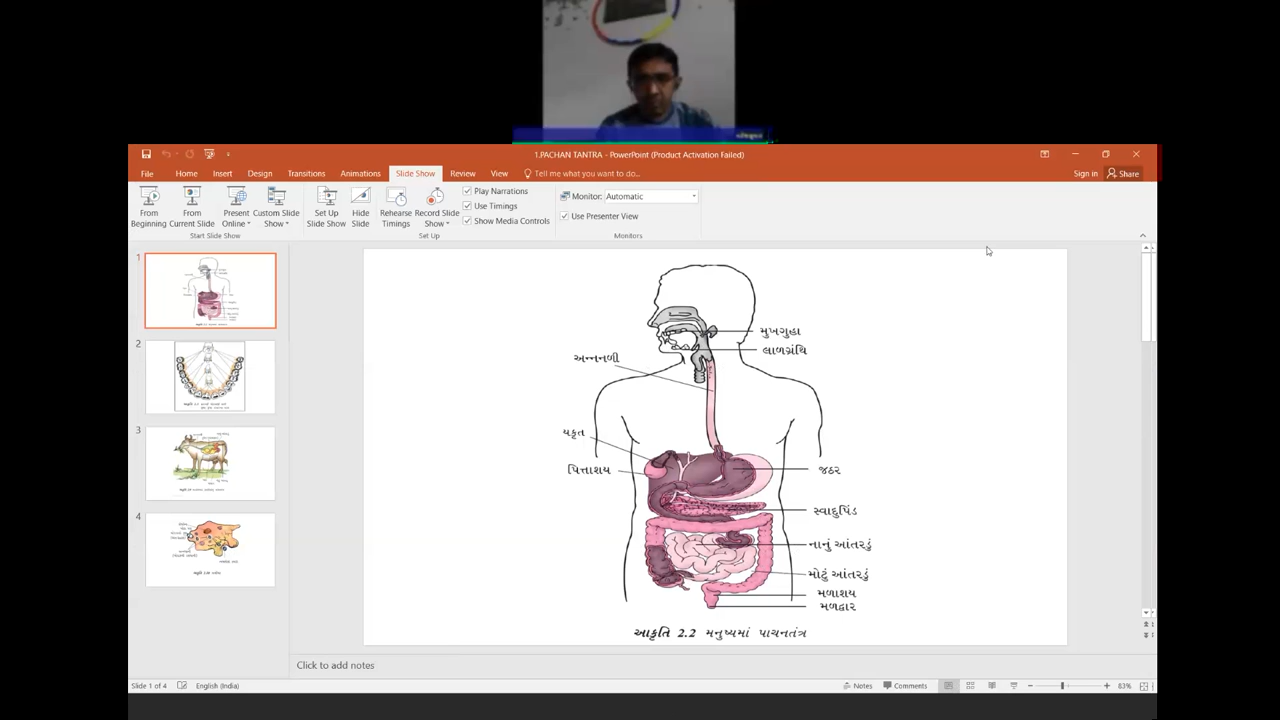 1.PACHAN TANTRA - PowerPoint (Product Activation Failed)
File Home Insert Design Transitions Animations Slide Show Review View Tell me what you want to do... Sign in Share
From Beginning
From Current Slide
Present Online
Custom Slide Show
Set Up Slide Show
Hide Slide
Rehearse Timings
Record Slide Show
Play Narrations
Use Timings
Show Media Controls
Monitor: Automatic
Use Presenter View
Start Slide Show Set Up Monitors
1
2
3
4
મુખગુહા
લાળગ્રંથિ
અન્નનળી
યકૃત
પિત્તાશય
જઠર
સ્વાદુપિંડ
નાનું આંતરડું
મોટું આંતરડું
મળાશય
મળદ્વાર
આકૃતિ 2.2 મનુષ્યમાં પાચનતંત્ર
Click to add notes
Slide 1 of 4 English (India) Notes Comments 83%